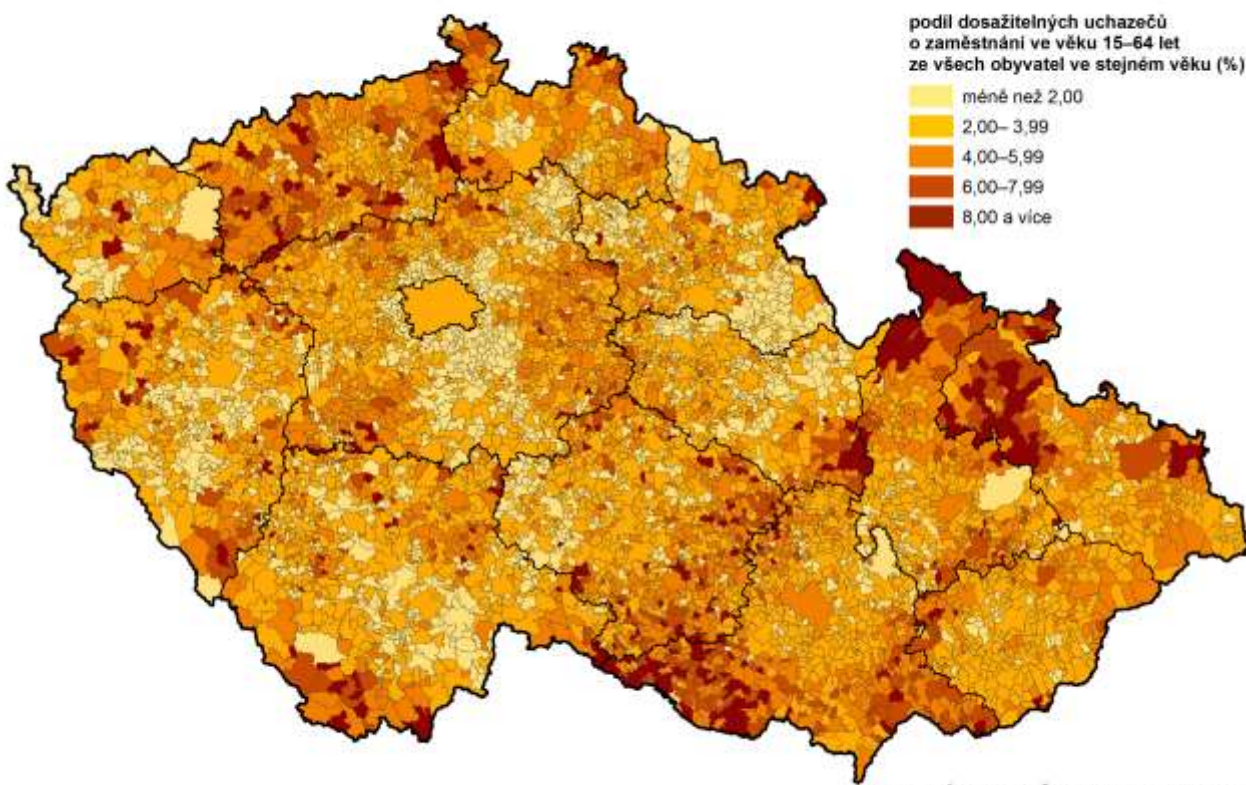 podíl dosažitelných uchazečů
o zaměstnání ve věku 15–64 let
ze všech obyvatel ve stejném věku (%)
méně než 2,00
2,00– 3,99
4,00–5,99
6,00–7,99
8,00 a více